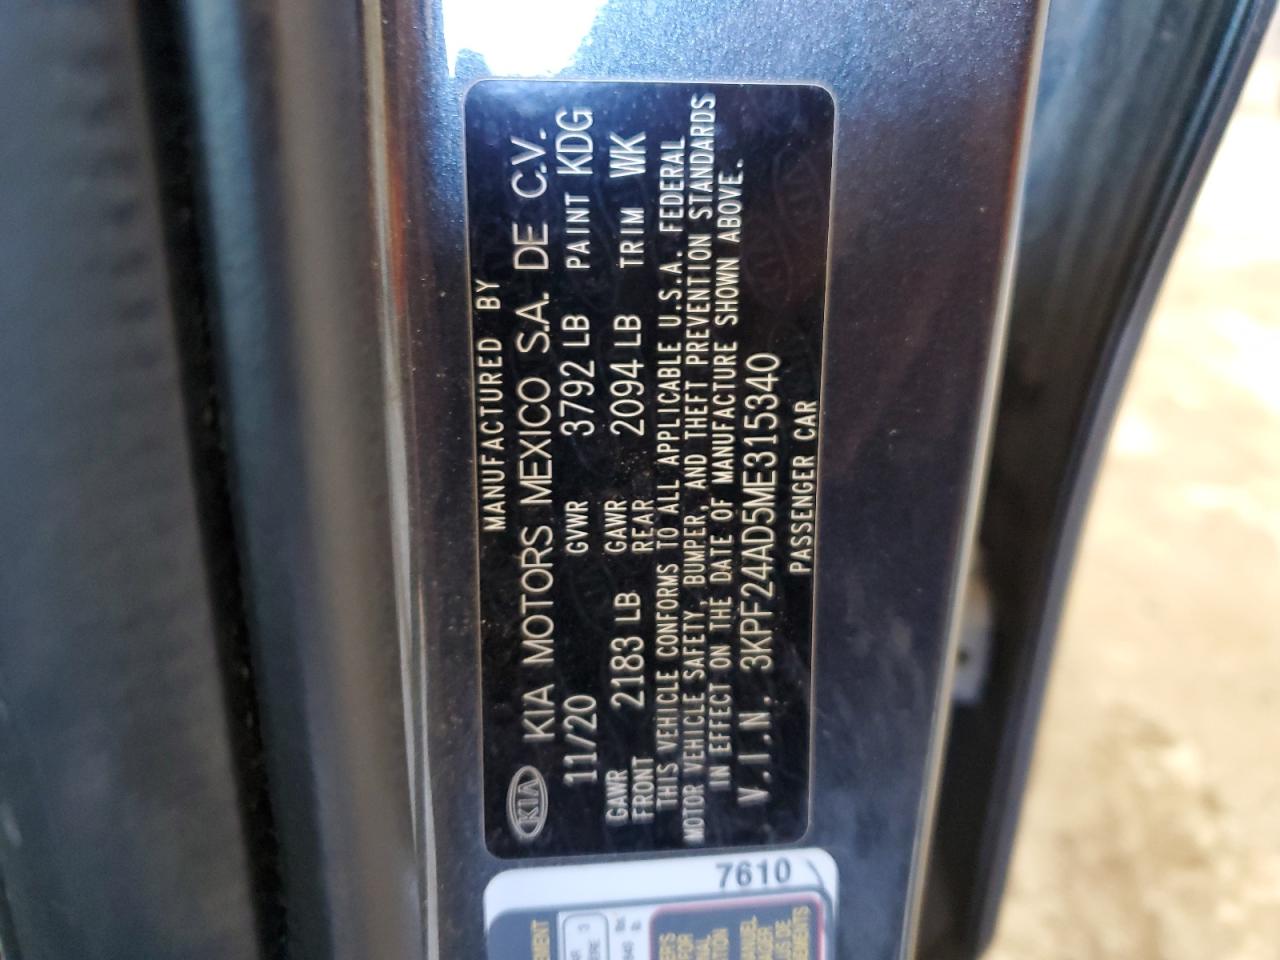 MANUFACTURED BY
KIA KIA MOTORS MEXICO S.A. DE C.V.
11/20 GVWR 3792 LB PAINT KDG
GAWR FRONT 2183 LB GAWR REAR 2094 LB TRIM WK
THIS VEHICLE CONFORMS TO ALL APPLICABLE U.S.A. FEDERAL
MOTOR VEHICLE SAFETY, BUMPER, AND THEFT PREVENTION STANDARDS
IN EFFECT ON THE DATE OF MANUFACTURE SHOWN ABOVE.
V.I.N. 3KPF24AD5ME315340
PASSENGER CAR
7610